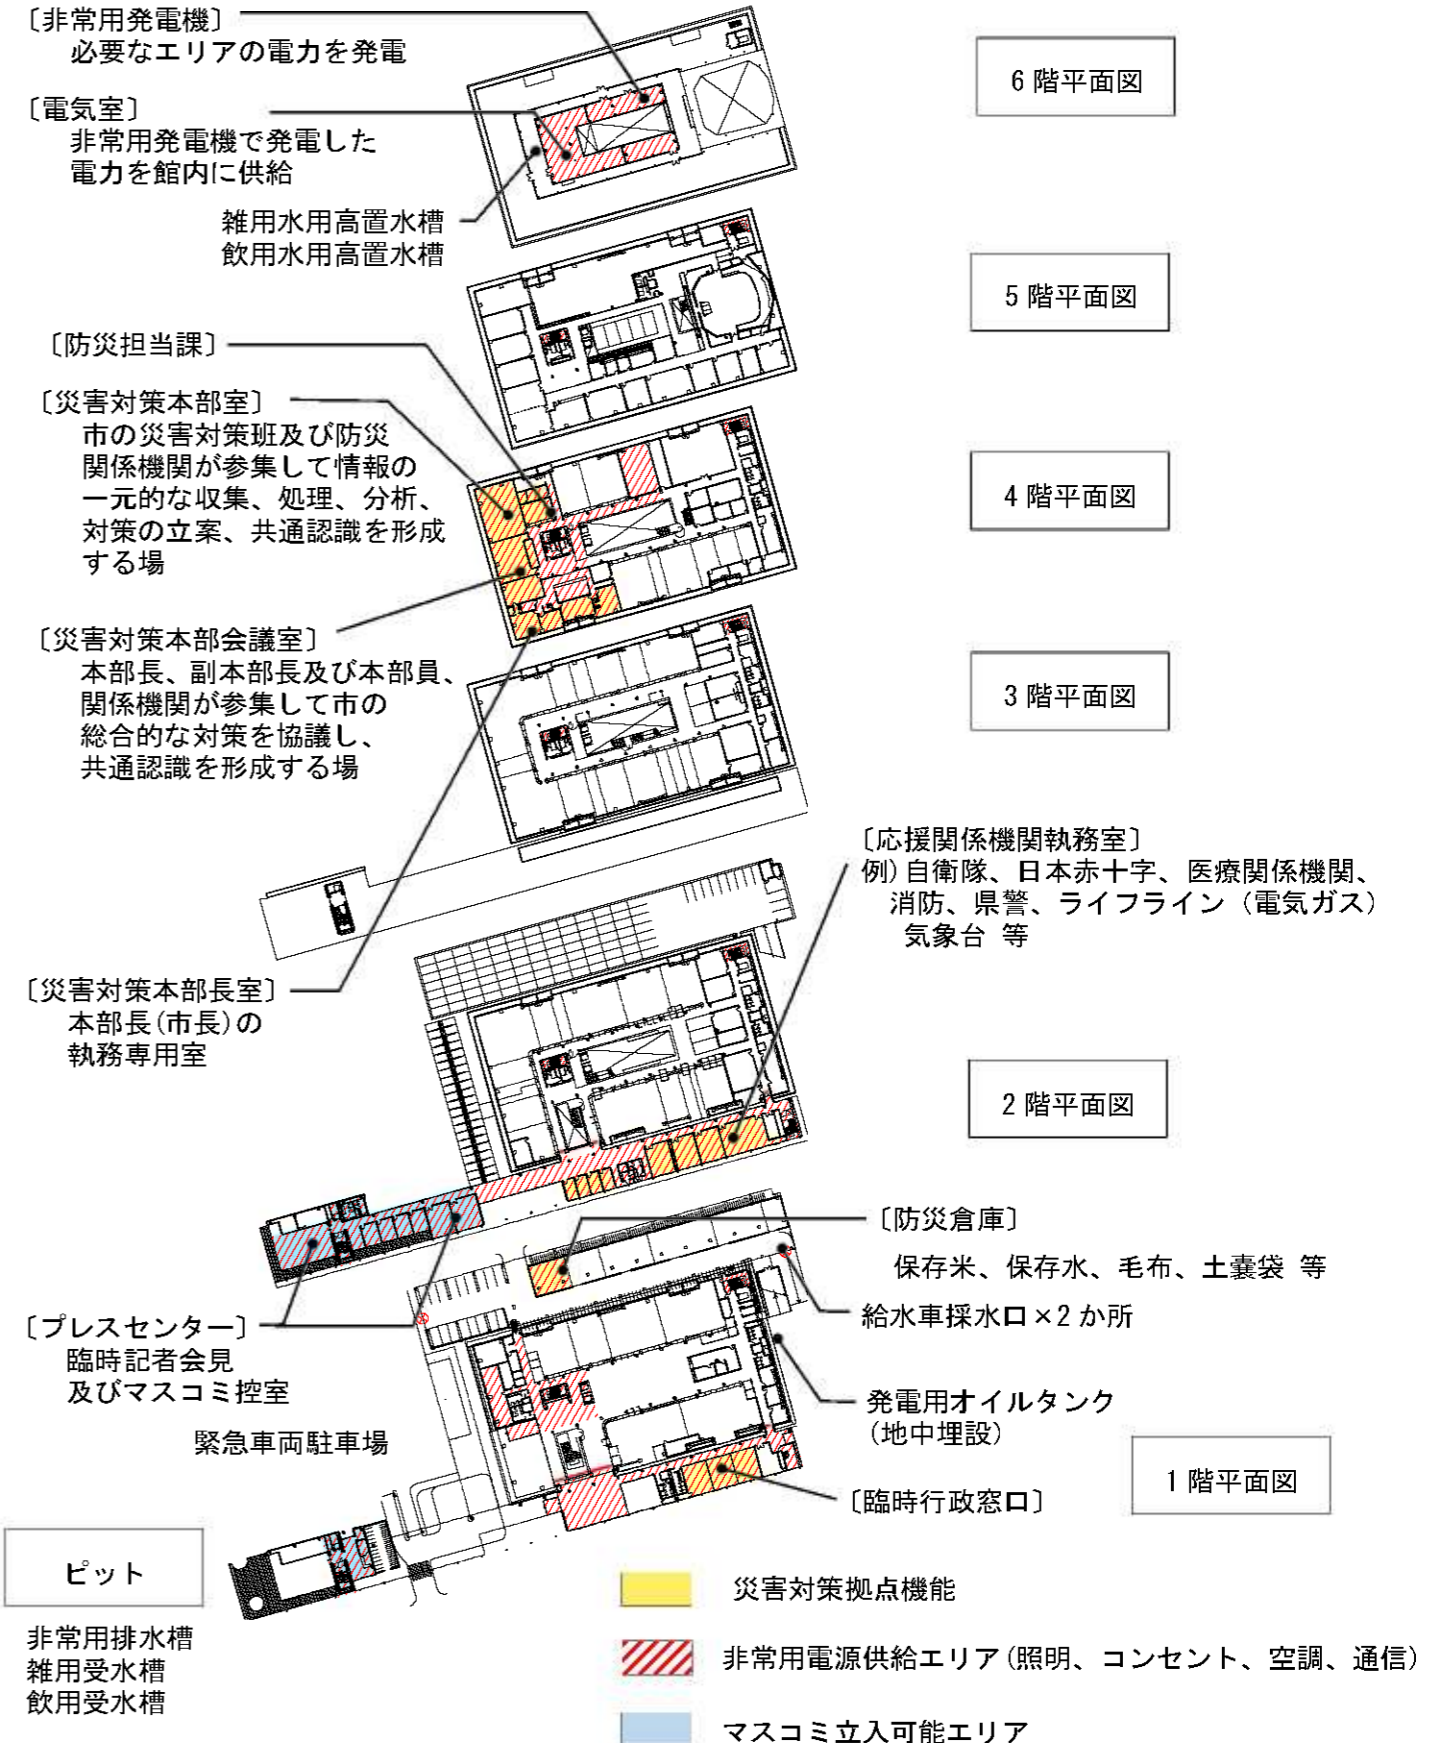 〔非常用発電機〕
必要なエリアの電力を発電
6階平面図
〔電気室〕
非常用発電機で発電した
電力を館内に供給
雑用水用高置水槽
飲用水用高置水槽
5階平面図
〔防災担当課〕
〔災害対策本部室〕
市の災害対策班及び防災
関係機関が参集して情報の
一元的な収集、処理、分析、
対策の立案、共通認識を形成
する場
4階平面図
〔災害対策本部会議室〕
本部長、副本部長及び本部員、
関係機関が参集して市の
総合的な対策を協議し、
共通認識を形成する場
3階平面図
〔応援関係機関執務室〕
例)自衛隊、日本赤十字、医療関係機関、
消防、県警、ライフライン（電気ガス）
気象台 等
〔災害対策本部長室〕
本部長(市長)の
執務専用室
2階平面図
〔防災倉庫〕
保存米、保存水、毛布、土嚢袋 等
給水車採水口×2か所
〔プレスセンター〕
臨時記者会見
及びマスコミ控室
発電用オイルタンク
(地中埋設)
緊急車両駐車場
1階平面図
〔臨時行政窓口〕
ピット
非常用排水槽
雑用受水槽
飲用受水槽
災害対策拠点機能
非常用電源供給エリア(照明、コンセント、空調、通信)
マスコミ立入可能エリア